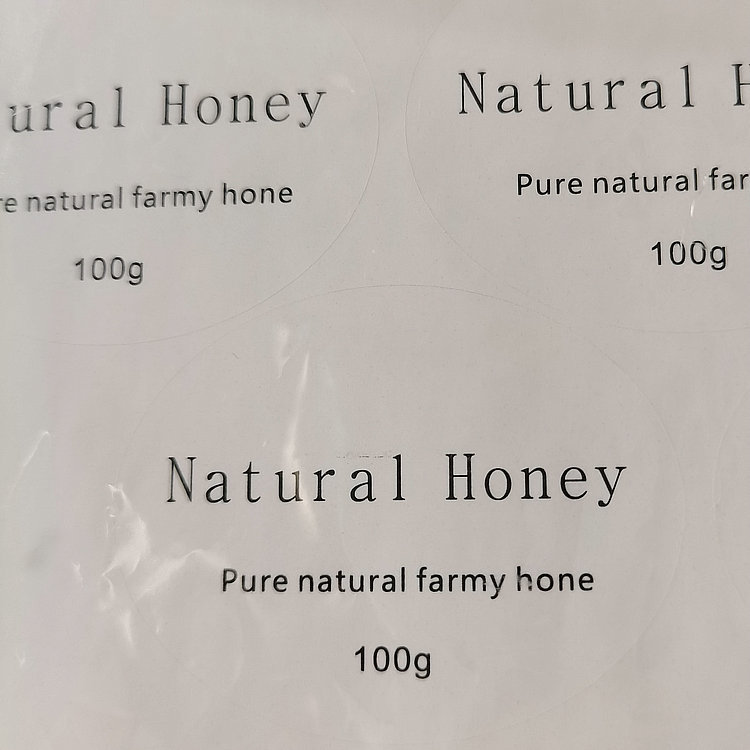 ural Honey
re natural farmy hone
100g
Natural H
Pure natural far
100g
Natural Honey
Pure natural farmy hone
100g